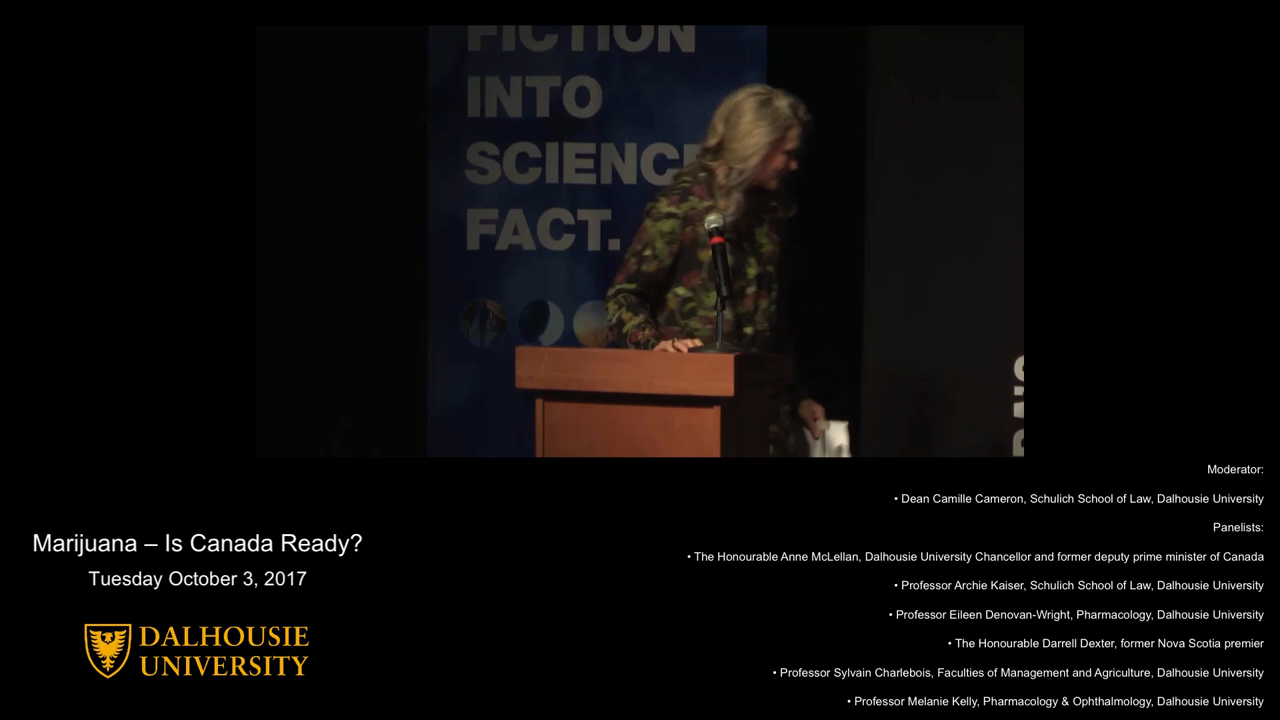 FICTION
INTO
SCIENCE
FACT.
Moderator:
• Dean Camille Cameron, Schulich School of Law, Dalhousie University
Panelists:
• The Honourable Anne McLellan, Dalhousie University Chancellor and former deputy prime minister of Canada
• Professor Archie Kaiser, Schulich School of Law, Dalhousie University
• Professor Eileen Denovan-Wright, Pharmacology, Dalhousie University
• The Honourable Darrell Dexter, former Nova Scotia premier
• Professor Sylvain Charlebois, Faculties of Management and Agriculture, Dalhousie University
• Professor Melanie Kelly, Pharmacology & Ophthalmology, Dalhousie University
Marijuana – Is Canada Ready?
Tuesday October 3, 2017
DALHOUSIE
UNIVERSITY